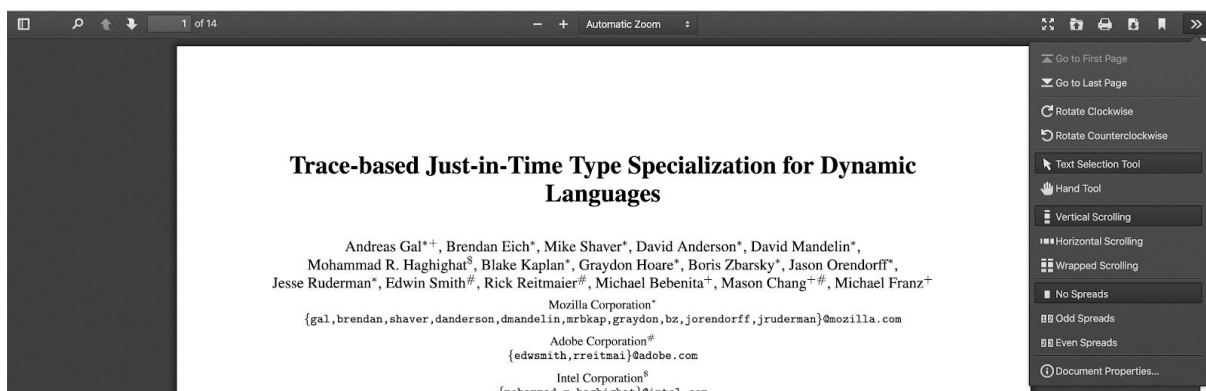 1 of 14
Automatic Zoom
Go to First Page
Go to Last Page
Rotate Clockwise
Rotate Counterclockwise
Text Selection Tool
Hand Tool
Vertical Scrolling
Horizontal Scrolling
Wrapped Scrolling
No Spreads
Odd Spreads
Even Spreads
Document Properties...
Trace-based Just-in-Time Type Specialization for Dynamic
Languages
Andreas Gal*+, Brendan Eich*, Mike Shaver*, David Anderson*, David Mandelin*,
Mohammad R. Haghighat$, Blake Kaplan*, Graydon Hoare*, Boris Zbarsky*, Jason Orendorff*,
Jesse Ruderman*, Edwin Smith#, Rick Reitmaier#, Michael Bebenita+, Mason Chang+#, Michael Franz+
Mozilla Corporation*
{gal,brendan,shaver,danderson,dmandelin,mrbkap,graydon,bz,jorendorff,jruderman}@mozilla.com
Adobe Corporation#
{edwsmith,rreitmai}@adobe.com
Intel Corporation$